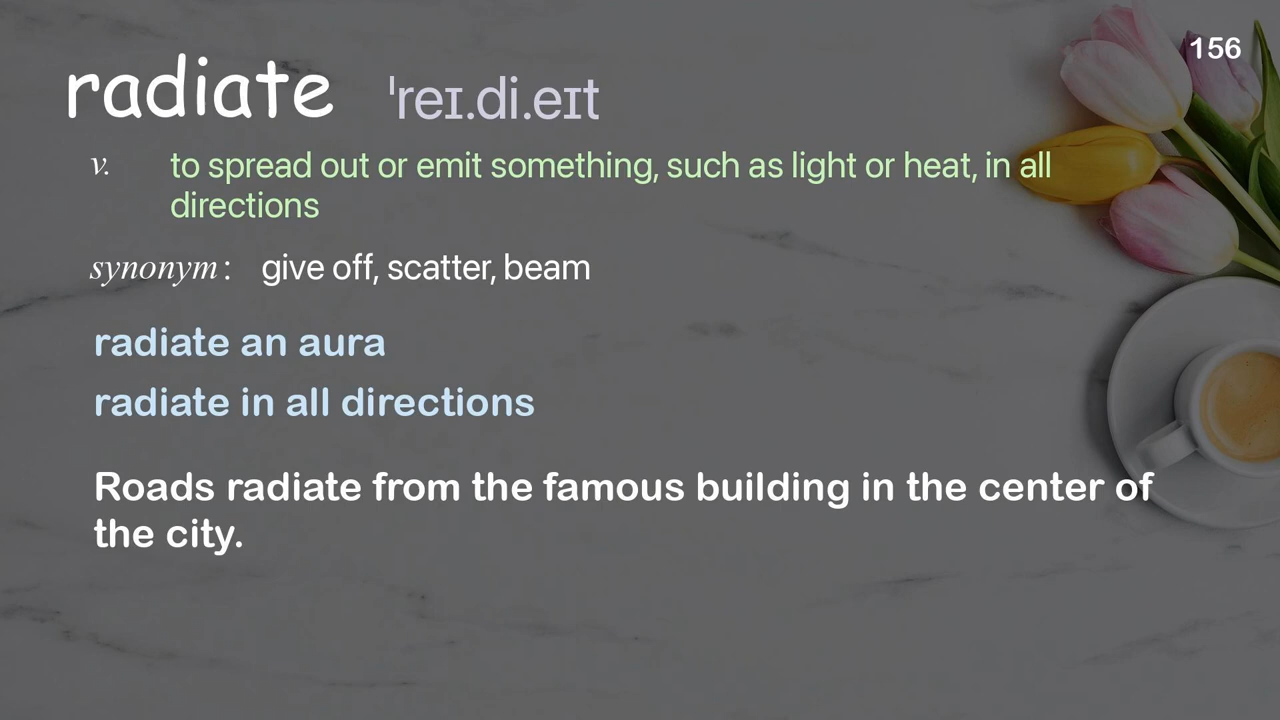 156
radiate ˈreɪ.di.eɪt
v. to spread out or emit something, such as light or heat, in all
directions
synonym: give off, scatter, beam
radiate an aura
radiate in all directions
Roads radiate from the famous building in the center of
the city.